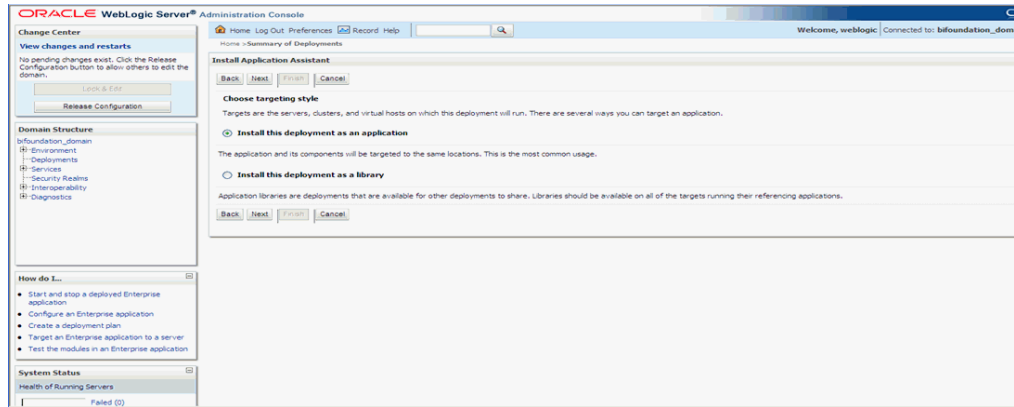 ORACLE WebLogic Server® Administration Console
Change Center
View changes and restarts
No pending changes exist. Click the Release
Configuration button to allow others to edit the
domain.
Lock & Edit
Release Configuration
Domain Structure
bifoundation_domain
Environment
Deployments
Services
Security Realms
Interoperability
Diagnostics
How do I...
Start and stop a deployed Enterprise
application
Configure an Enterprise application
Create a deployment plan
Target an Enterprise application to a server
Test the modules in an Enterprise application
System Status
Health of Running Servers
Failed (0)
Home Log Out Preferences Record Help
Welcome, weblogic Connected to: bifoundation_dom
Home >Summary of Deployments
Install Application Assistant
Back Next Finish Cancel
Choose targeting style
Targets are the servers, clusters, and virtual hosts on which this deployment will run. There are several ways you can target an application.
Install this deployment as an application
The application and its components will be targeted to the same locations. This is the most common usage.
Install this deployment as a library
Application libraries are deployments that are available for other deployments to share. Libraries should be available on all of the targets running their referencing applications.
Back Next Finish Cancel